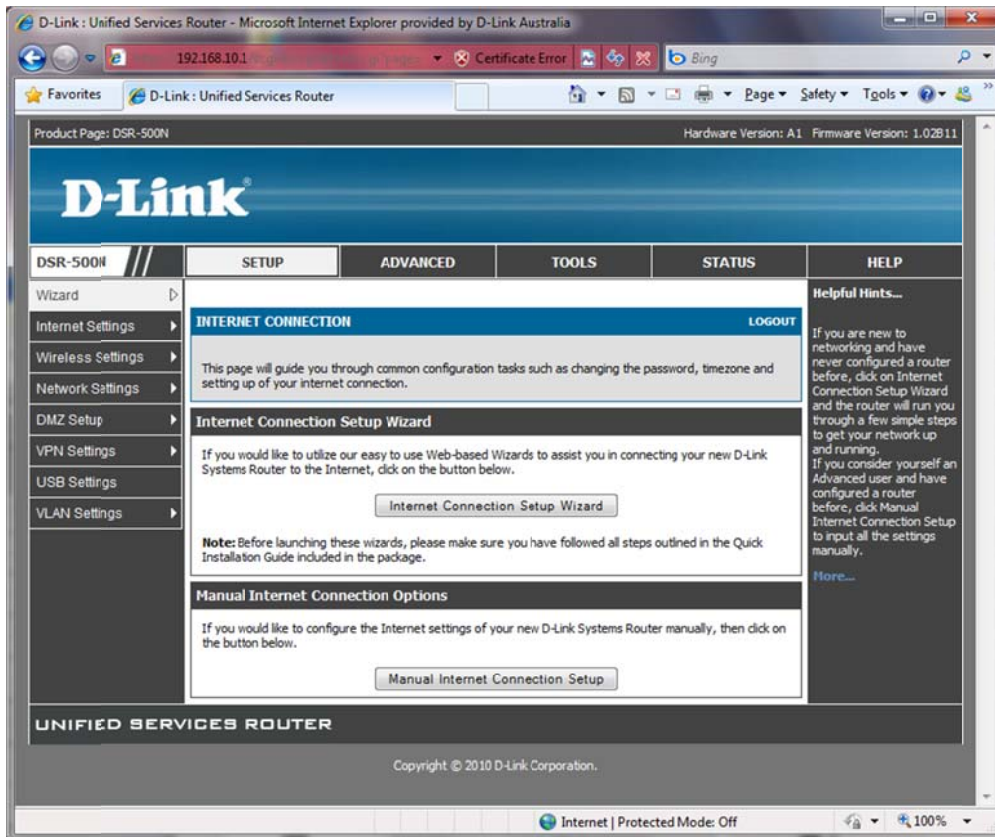 D-Link : Unified Services Router - Microsoft Internet Explorer provided by D-Link Australia
192.168.10.1
Certificate Error
Bing
Favorites
D-Link : Unified Services Router
Page
Safety
Tools
Product Page: DSR-500N
Hardware Version: A1 Firmware Version: 1.02B11
D-Link®
DSR-500N
SETUP
ADVANCED
TOOLS
STATUS
HELP
Wizard
Internet Settings
Wireless Settings
Network Settings
DMZ Setup
VPN Settings
USB Settings
VLAN Settings
INTERNET CONNECTION
LOGOUT
This page will guide you through common configuration tasks such as changing the password, timezone and
setting up of your internet connection.
Internet Connection Setup Wizard
If you would like to utilize our easy to use Web-based Wizards to assist you in connecting your new D-Link
Systems Router to the Internet, click on the button below.
Internet Connection Setup Wizard
Note: Before launching these wizards, please make sure you have followed all steps outlined in the Quick
Installation Guide included in the package.
Manual Internet Connection Options
If you would like to configure the Internet settings of your new D-Link Systems Router manually, then click on
the button below.
Manual Internet Connection Setup
Helpful Hints...
If you are new to
networking and have
never configured a router
before, click on Internet
Connection Setup Wizard
and the router will run you
through a few simple steps
to get your network up
and running.
If you consider yourself an
Advanced user and have
configured a router
before, click Manual
Internet Connection Setup
to input all the settings
manually.
More...
UNIFIED SERVICES ROUTER
Copyright © 2010 D-Link Corporation.
Internet | Protected Mode: Off
100%